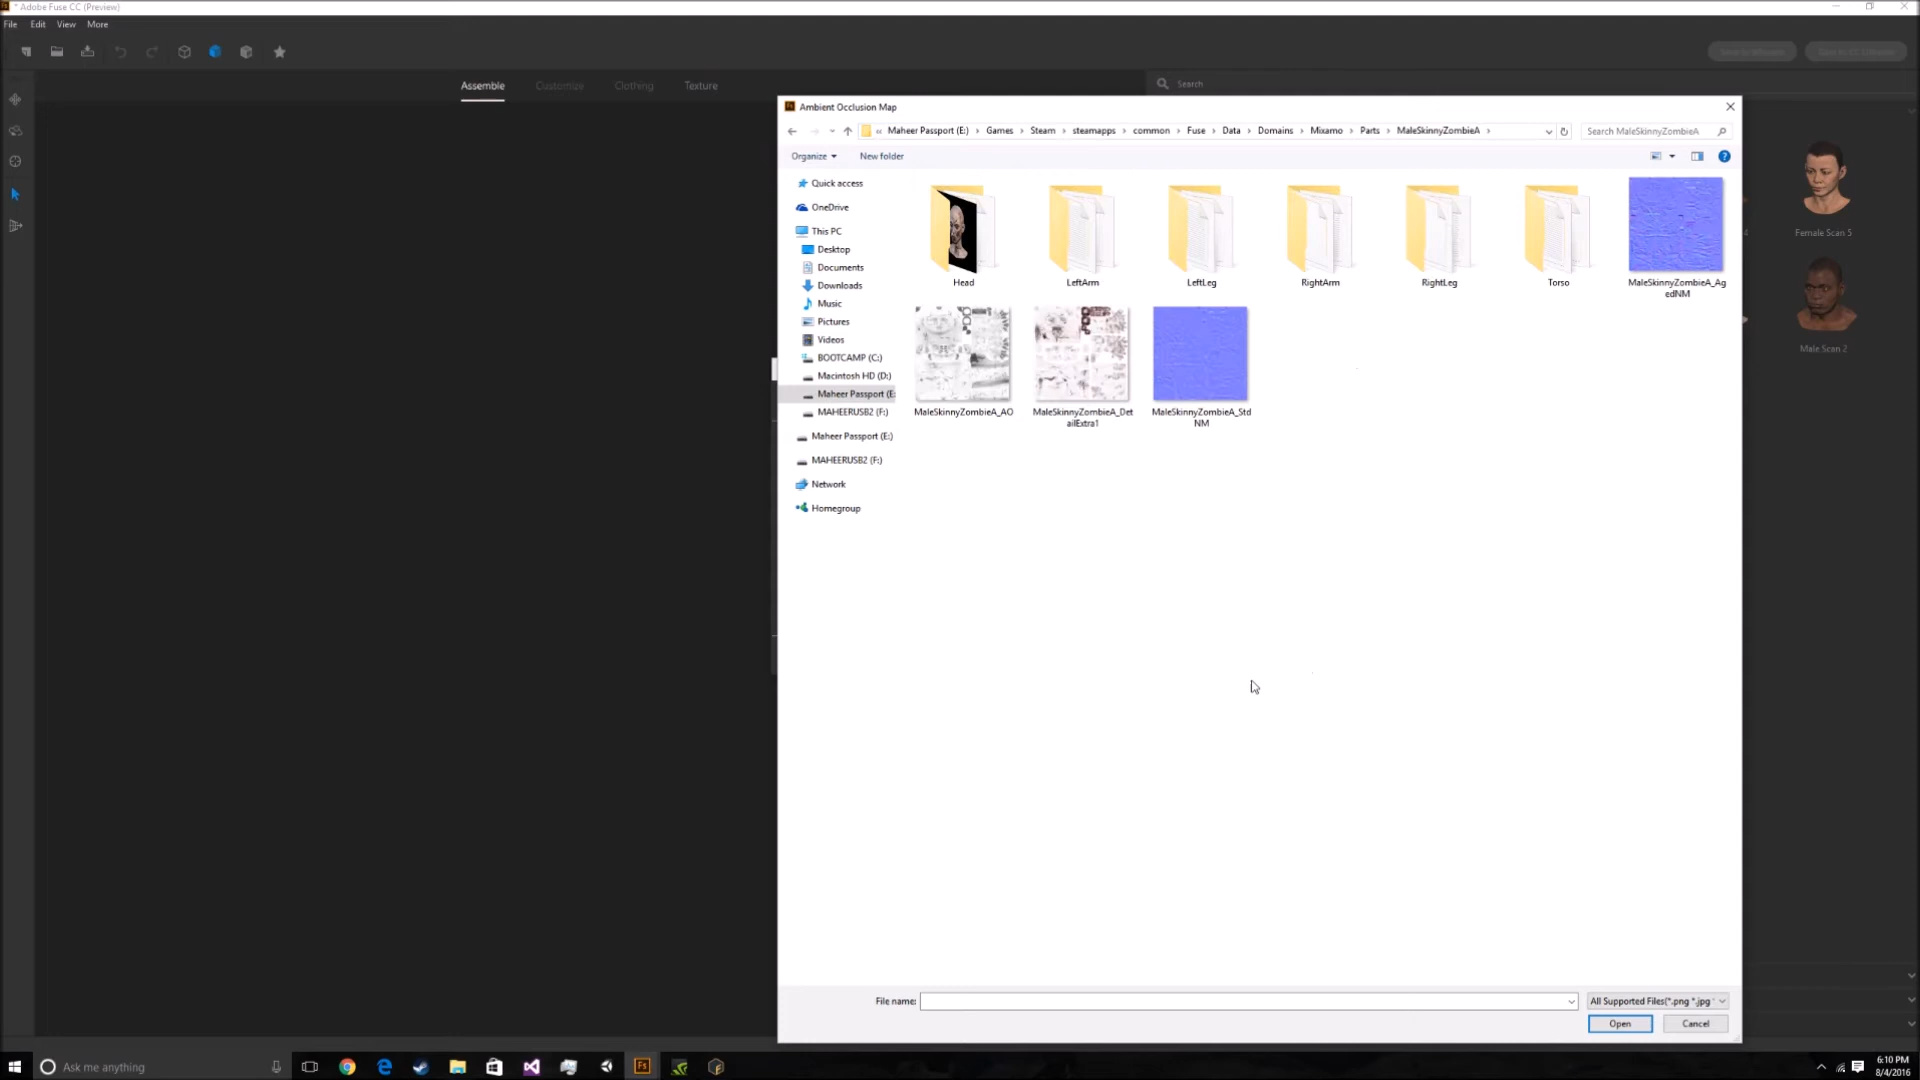 * Adobe Fuse CC (Preview)
File Edit View More
Assemble Customize Clothing Texture
Search
Ambient Occlusion Map
« Maheer Passport (E:) > Games > Steam > steamapps > common > Fuse > Data > Domains > Mixamo > Parts > MaleSkinnyZombieA >
Search MaleSkinnyZombieA
Organize New folder
Quick access
OneDrive
This PC
Desktop
Documents
Downloads
Music
Pictures
Videos
BOOTCAMP (C:)
Macintosh HD (D:)
Maheer Passport (E:
MAHEERUSB2 (F:)
Maheer Passport (E:)
MAHEERUSB2 (F:)
Network
Homegroup
Head LeftArm LeftLeg RightArm RightLeg Torso MaleSkinnyZombieA_Ag
edNM
MaleSkinnyZombieA_AO MaleSkinnyZombieA_Det
ailExtra1
MaleSkinnyZombieA_Std
NM
Female Scan 5
Male Scan 2
File name:
All Supported Files(*.png *.jpg
Open Cancel
Ask me anything
Fs
6:10 PM
8/4/2016